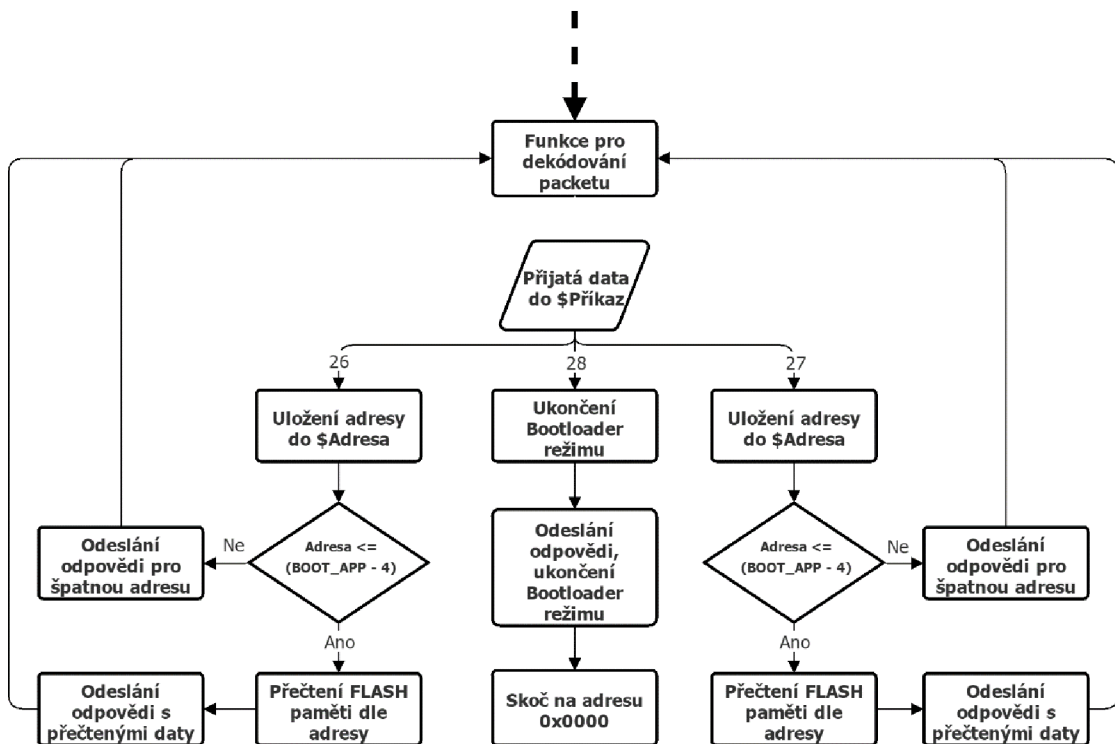 Funkce pro
dekódování
packetu
Přijatá data
do $Příkaz
26
28
27
Uložení adresy
do $Adresa
Ukončení
Bootloader
režimu
Uložení adresy
do $Adresa
Odeslání
odpovědi pro
špatnou adresu
Ne
Adresa <=
(BOOT_APP - 4)
Odeslání
odpovědi,
ukončení
Bootloader
režimu
Adresa <=
(BOOT_APP - 4)
Ne
Odeslání
odpovědi pro
špatnou adresu
Ano
Ano
Odeslání
odpovědi s
přečtenými daty
Přečtení FLASH
paměti dle
adresy
Skoč na adresu
0x0000
Přečtení FLASH
paměti dle
adresy
Odeslání
odpovědi s
přečtenými daty